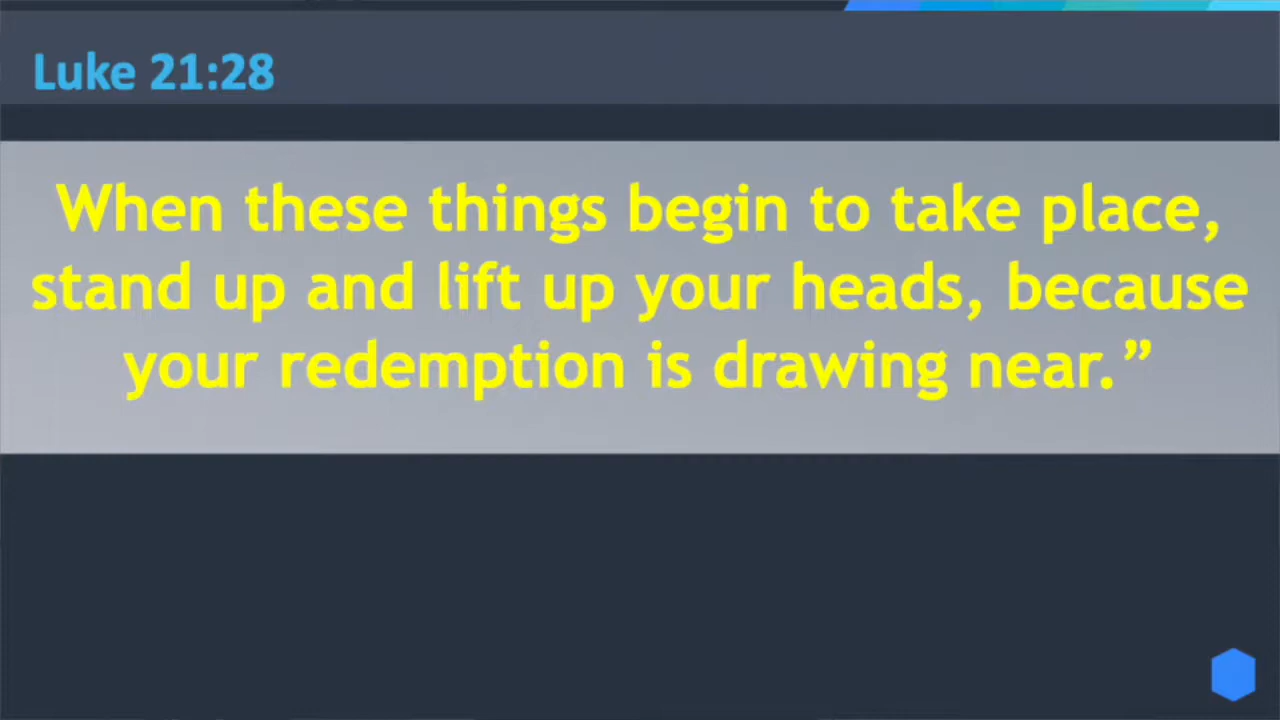 Luke 21:28
When these things begin to take place,
stand up and lift up your heads, because
your redemption is drawing near.”